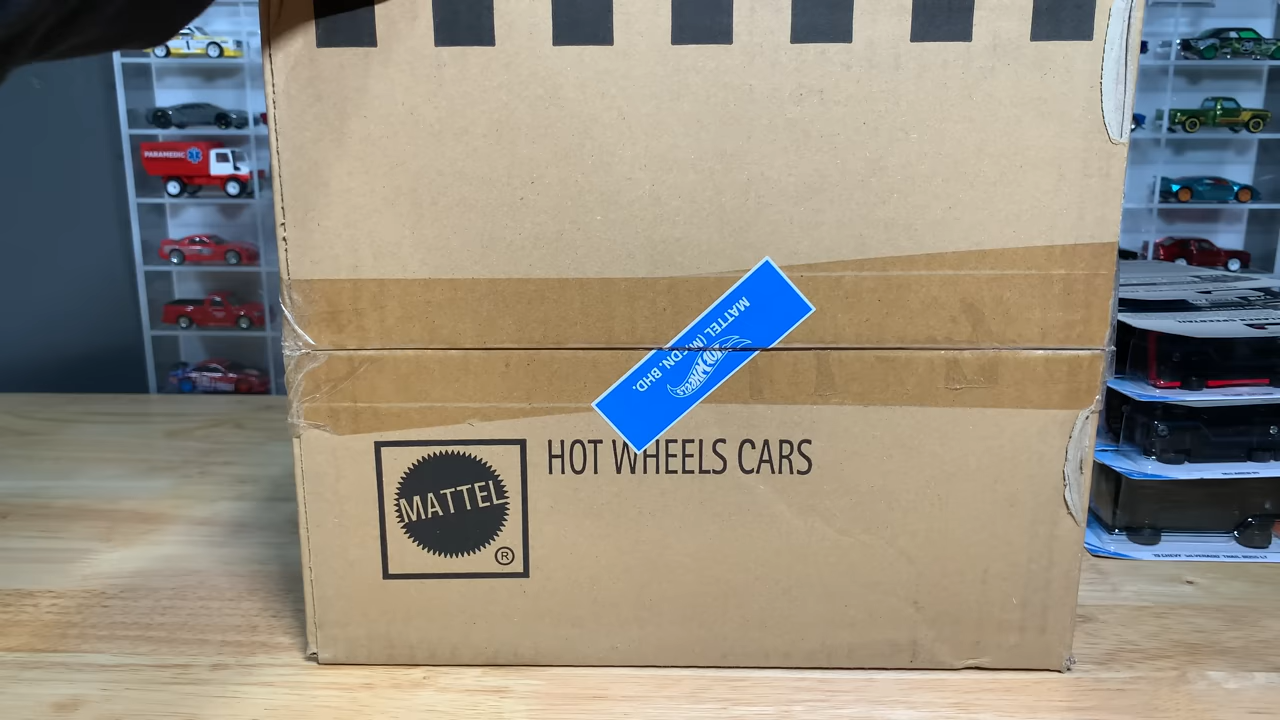 PARAMEDIC
MATTEL (M) SDN. BHD.
Hot Wheels
HOT WHEELS CARS
MATTEL
®